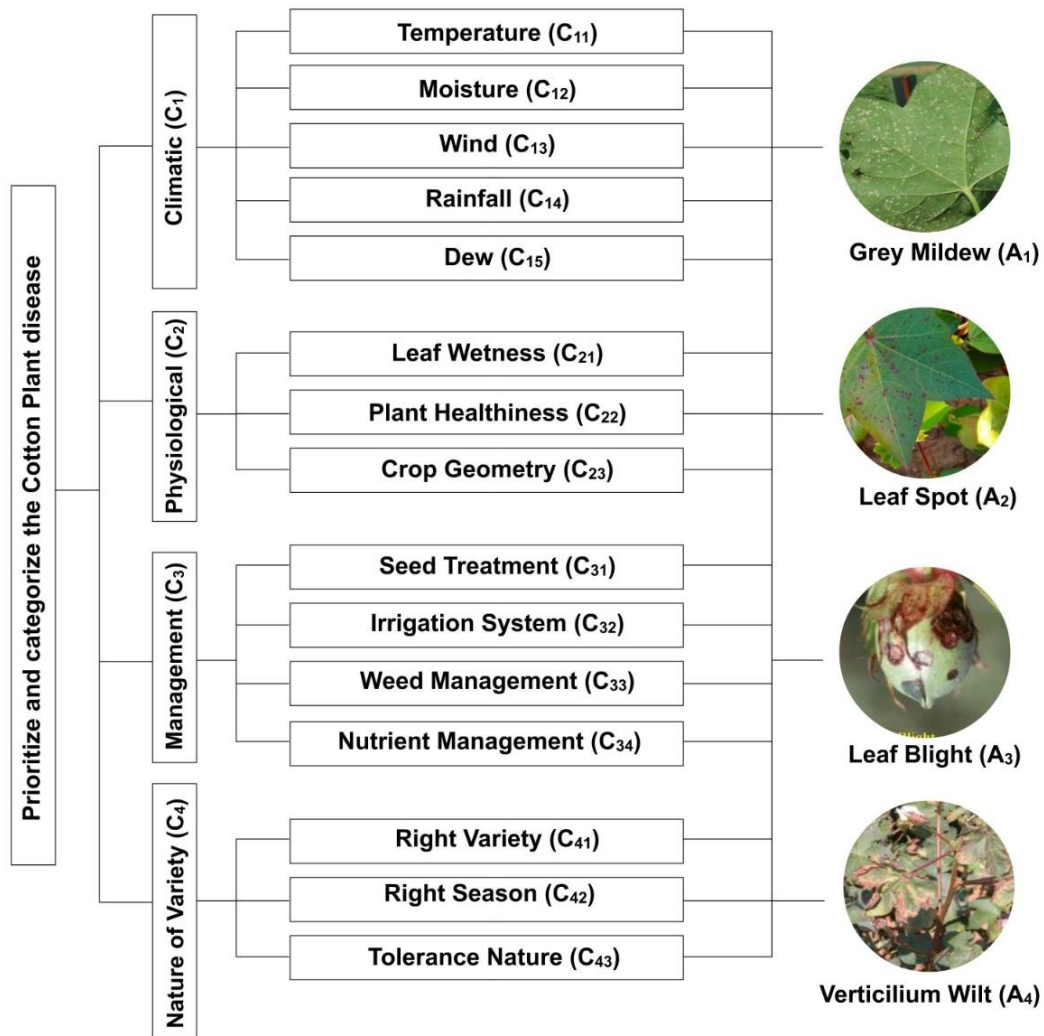 Prioritize and categorize the Cotton Plant disease
Climatic (C₁)
Temperature (C₁₁)
Moisture (C₁₂)
Wind (C₁₃)
Rainfall (C₁₄)
Dew (C₁₅)
Physiological (C₂)
Leaf Wetness (C₂₁)
Plant Healthiness (C₂₂)
Crop Geometry (C₂₃)
Management (C₃)
Seed Treatment (C₃₁)
Irrigation System (C₃₂)
Weed Management (C₃₃)
Nutrient Management (C₃₄)
Nature of Variety (C₄)
Right Variety (C₄₁)
Right Season (C₄₂)
Tolerance Nature (C₄₃)
Grey Mildew (A₁)
Leaf Spot (A₂)
Leaf Blight (A₃)
Verticilium Wilt (A₄)